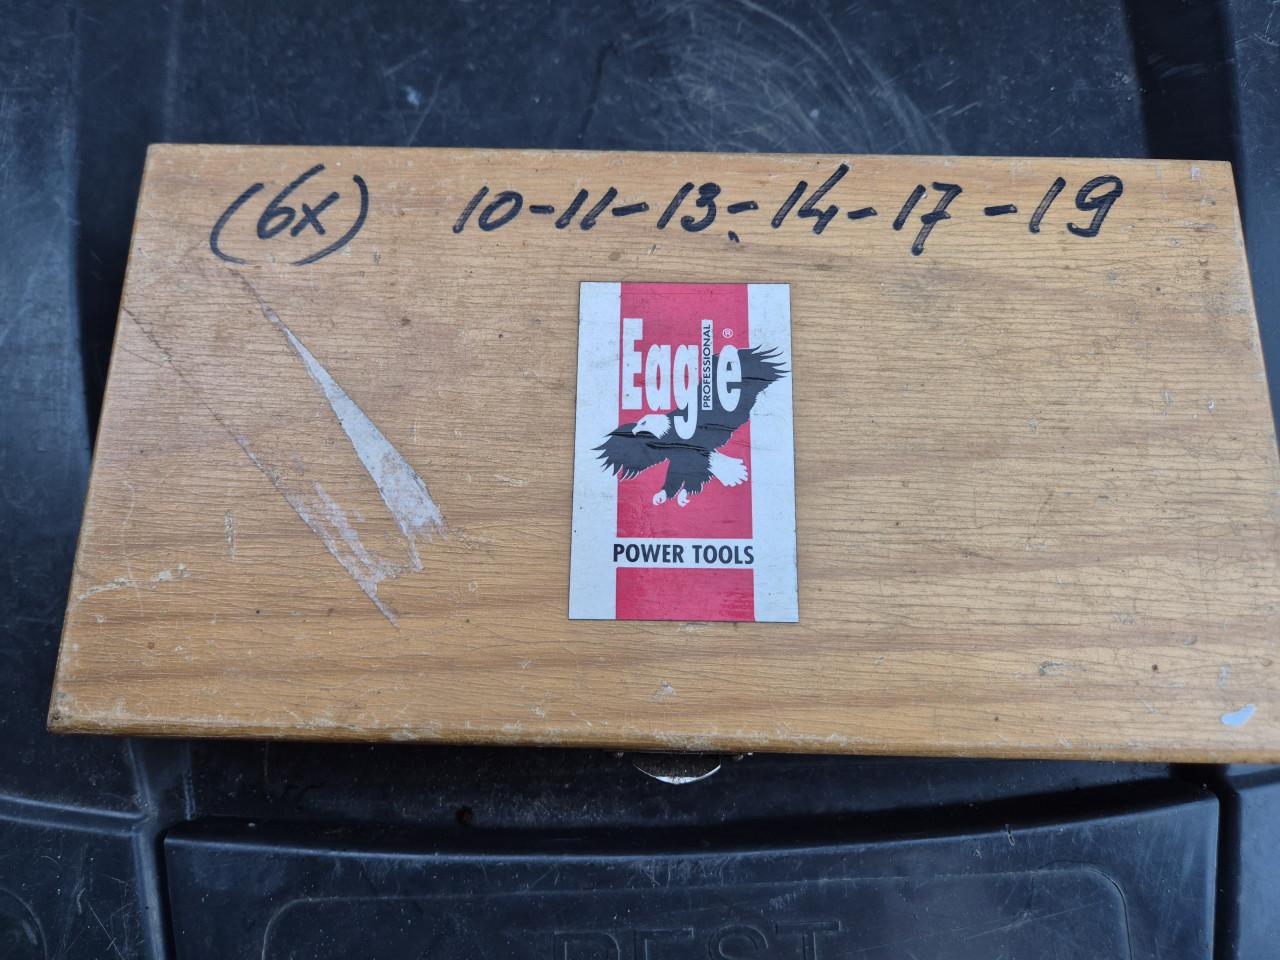 (6x) 10-11-13-14-17-19
Eagle®
PROFESSIONAL
POWER TOOLS